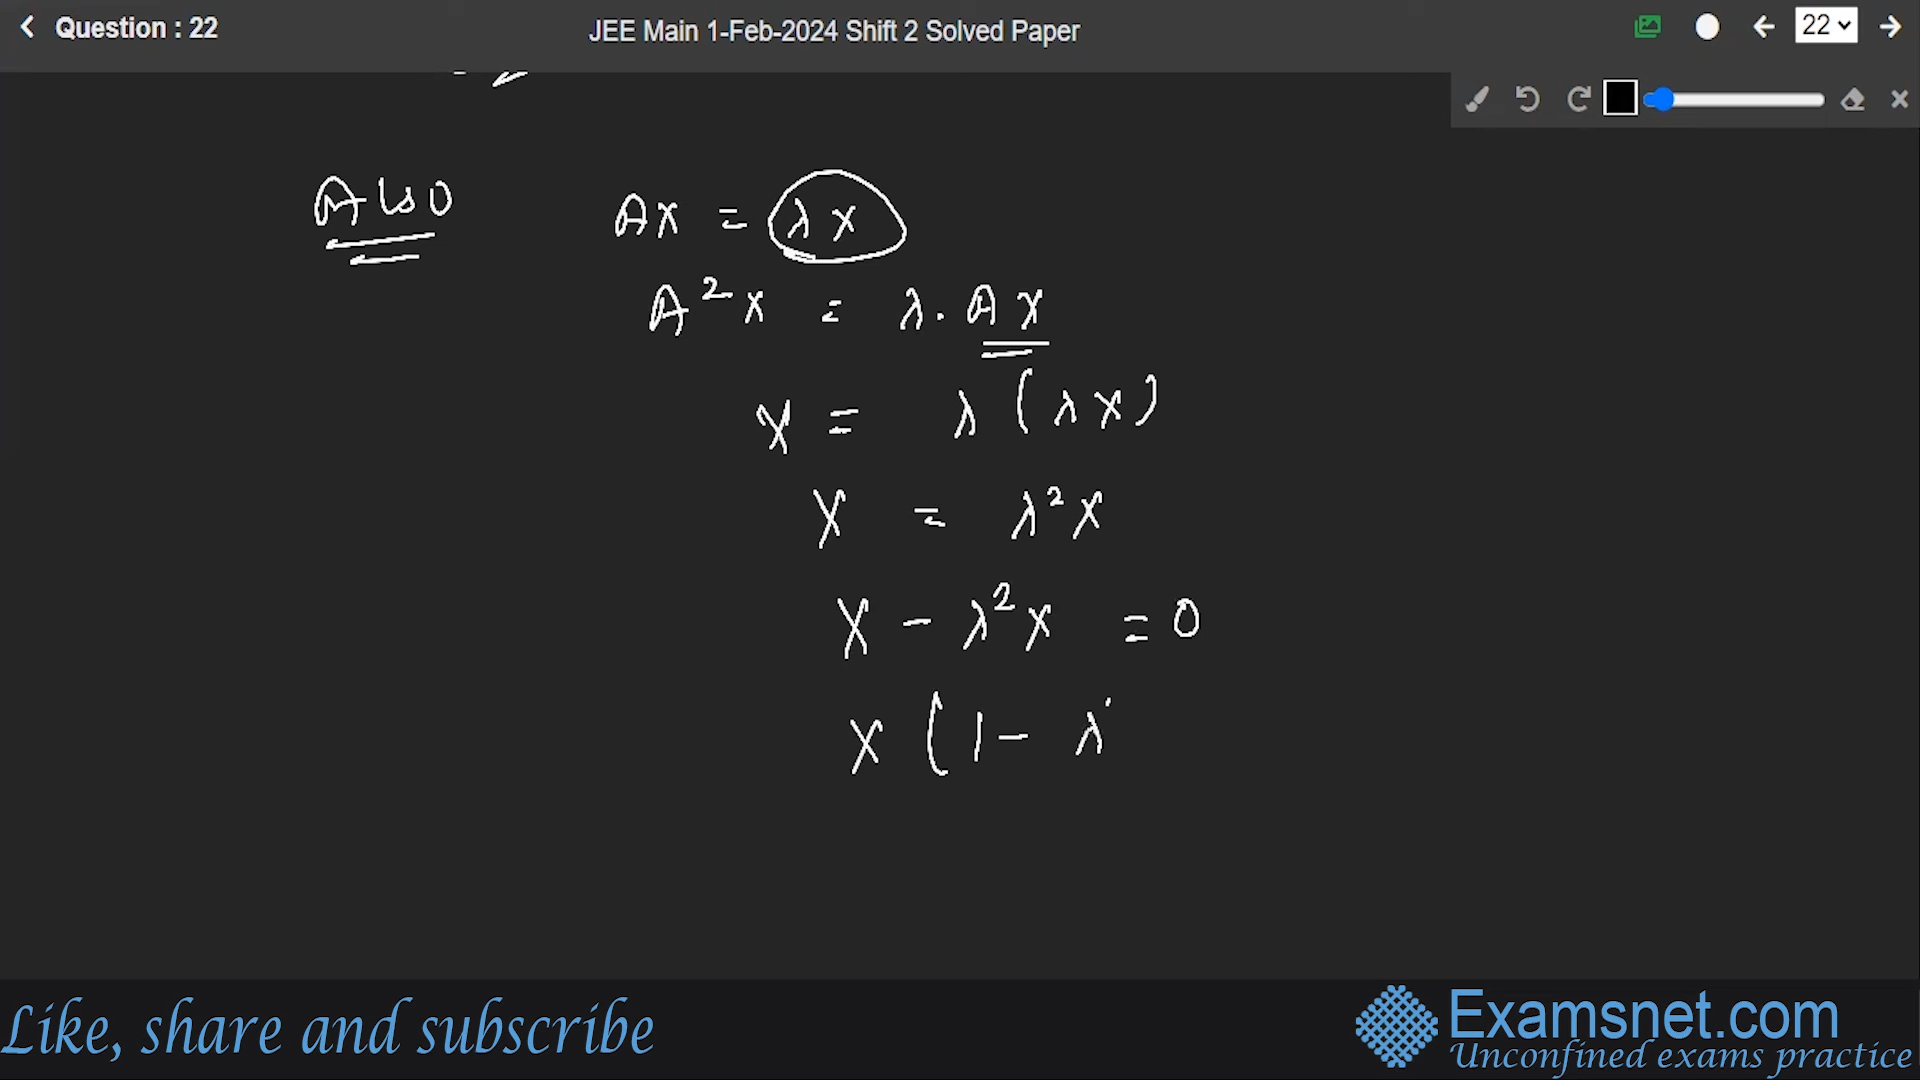 Question : 22
JEE Main 1-Feb-2024 Shift 2 Solved Paper
22
Also
Ax = λx
A²x = λ. Ax
x = λ(λx)
x = λ²x
x - λ²x = 0
x (1 - λ
Like, share and subscribe
Examsnet.com
Unconfined exams practice